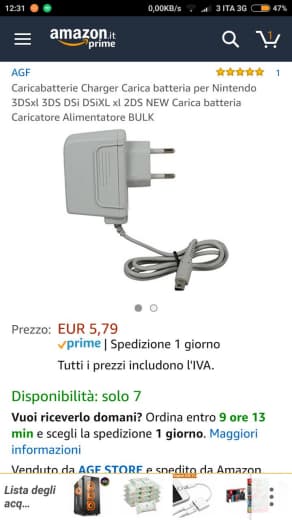 12:31
0,00KB/s
3 ITA 3G
47%
amazon.it
prime
1
AGF
1
Caricabatterie Charger Carica batteria per Nintendo
3DSxl 3DS DSi DSiXL xl 2DS NEW Carica batteria
Caricatore Alimentatore BULK
Prezzo: EUR 5,79
prime | Spedizione 1 giorno
Tutti i prezzi includono l'IVA.
Disponibilità: solo 7
Vuoi riceverlo domani? Ordina entro 9 ore 13
min e scegli la spedizione 1 giorno. Maggiori
informazioni
Venduto da AGF STORE e spedito da Amazon
Lista degli
acq...